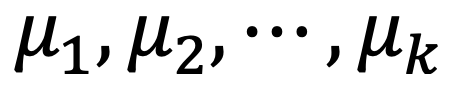 μ₁, μ₂, ⋯, μₖ